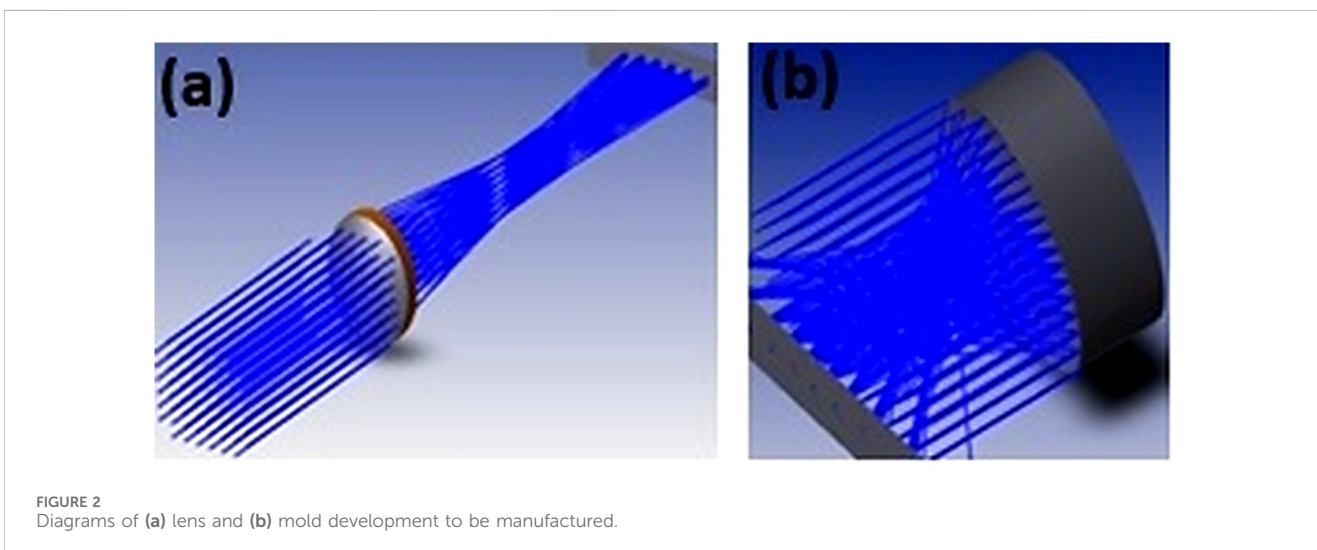 (a)
(b)
FIGURE 2
Diagrams of (a) lens and (b) mold development to be manufactured.